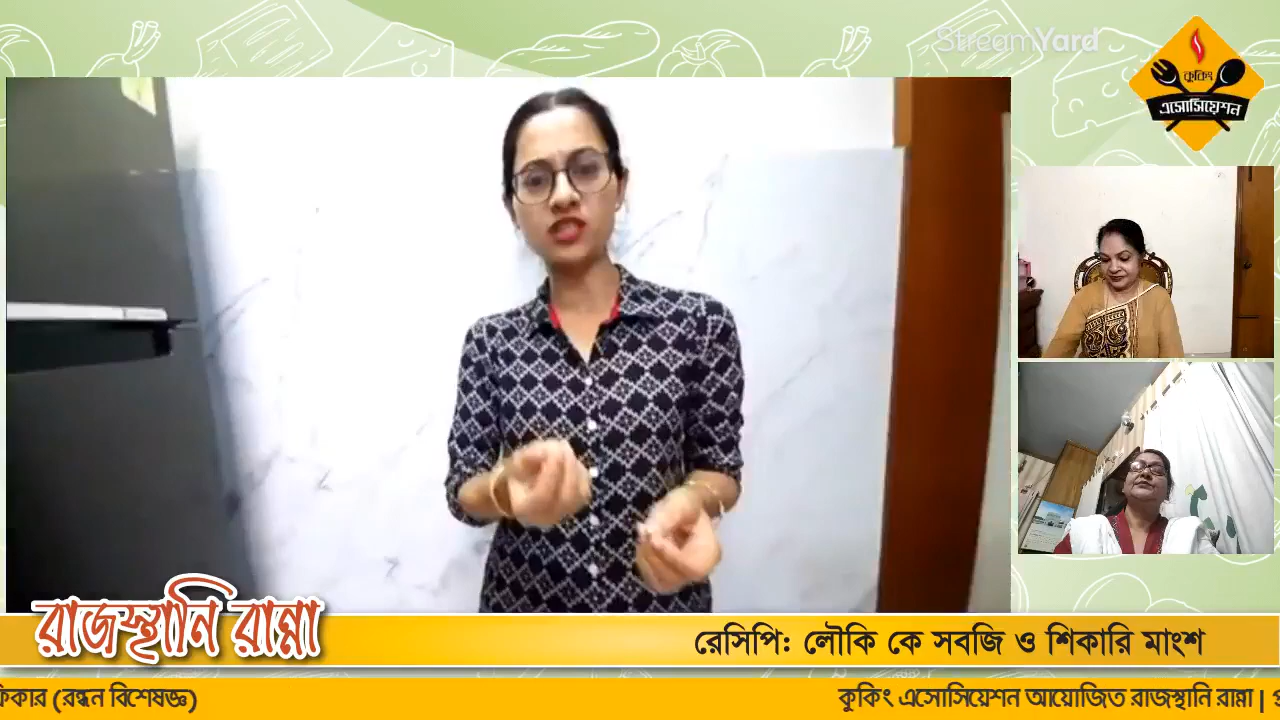 StreamYard
কুকিং
এসোসিয়েশন
রাজস্থানি রান্না
রেসিপি: লৌকি কে সবজি ও শিকারি মাংশ
(রন্ধন বিশেষজ্ঞ)
কুকিং এসোসিয়েশন আয়োজিত রাজস্থানি রান্না |